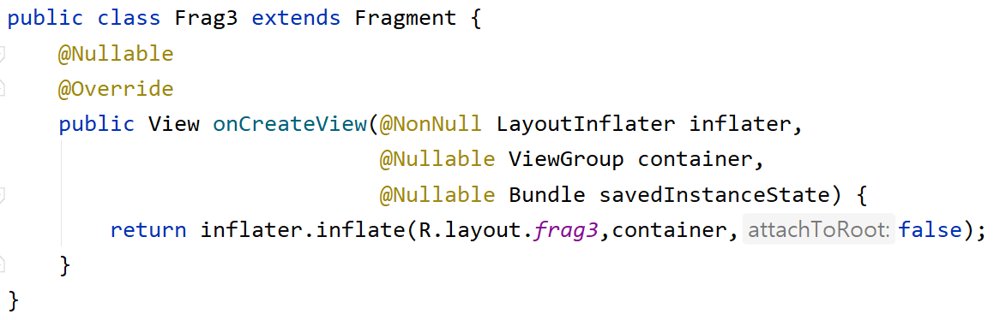 public class Frag3 extends Fragment {
@Nullable
@Override
public View onCreateView(@NonNull LayoutInflater inflater,
@Nullable ViewGroup container,
@Nullable Bundle savedInstanceState) {
return inflater.inflate(R.layout.frag3,container, attachToRoot: false);
}
}